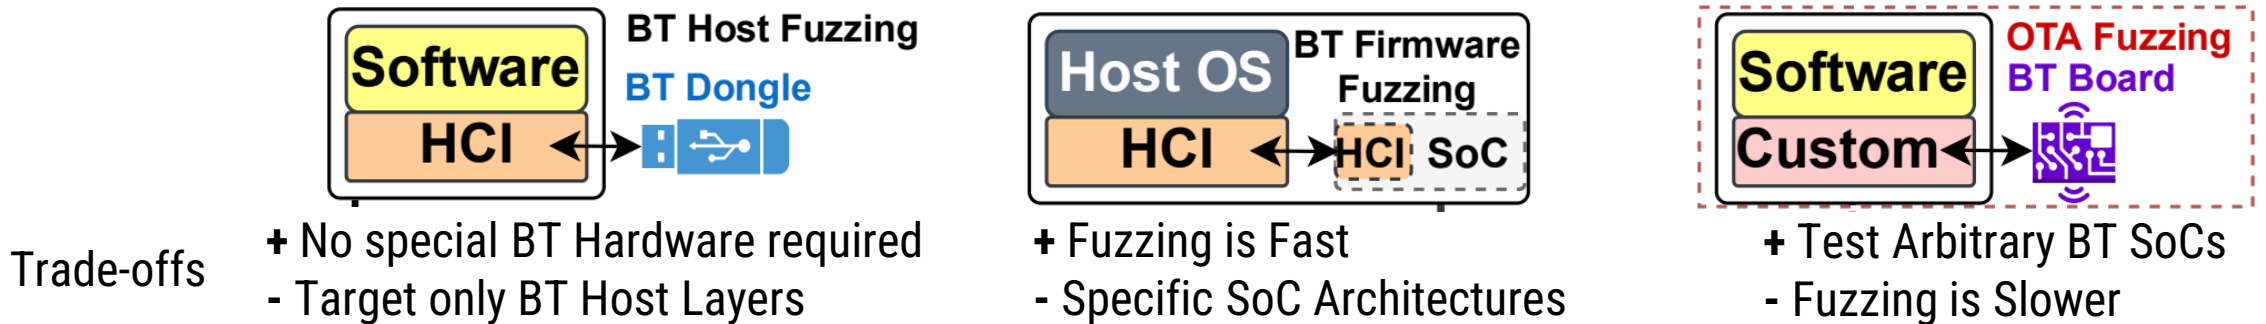 Software
HCI
BT Host Fuzzing
BT Dongle
Host OS
HCI
BT Firmware
Fuzzing
HCI SoC
Software
Custom
OTA Fuzzing
BT Board
Trade-offs
+ No special BT Hardware required
- Target only BT Host Layers
+ Fuzzing is Fast
- Specific SoC Architectures
+ Test Arbitrary BT SoCs
- Fuzzing is Slower